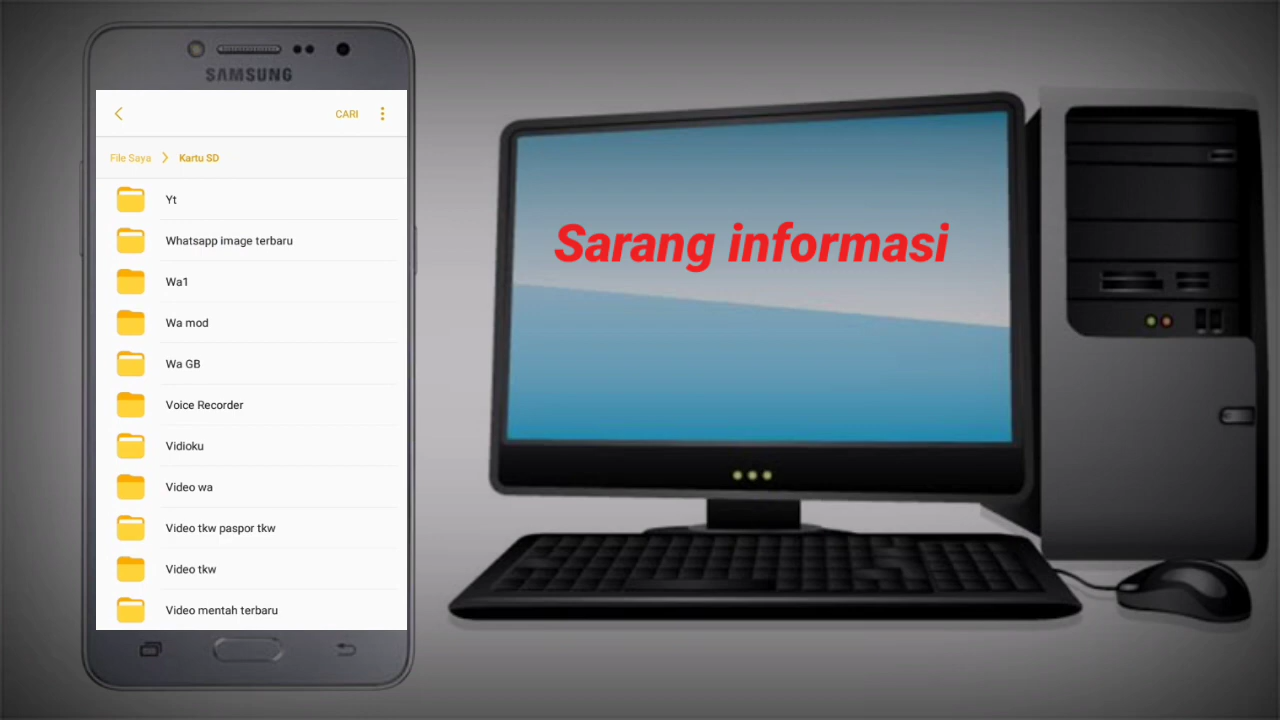 SAMSUNG
CARI
File Saya
Kartu SD
Yt
Whatsapp image terbaru
Wa1
Wa mod
Wa GB
Voice Recorder
Vidioku
Video wa
Video tkw paspor tkw
Video tkw
Video mentah terbaru
Sarang informasi